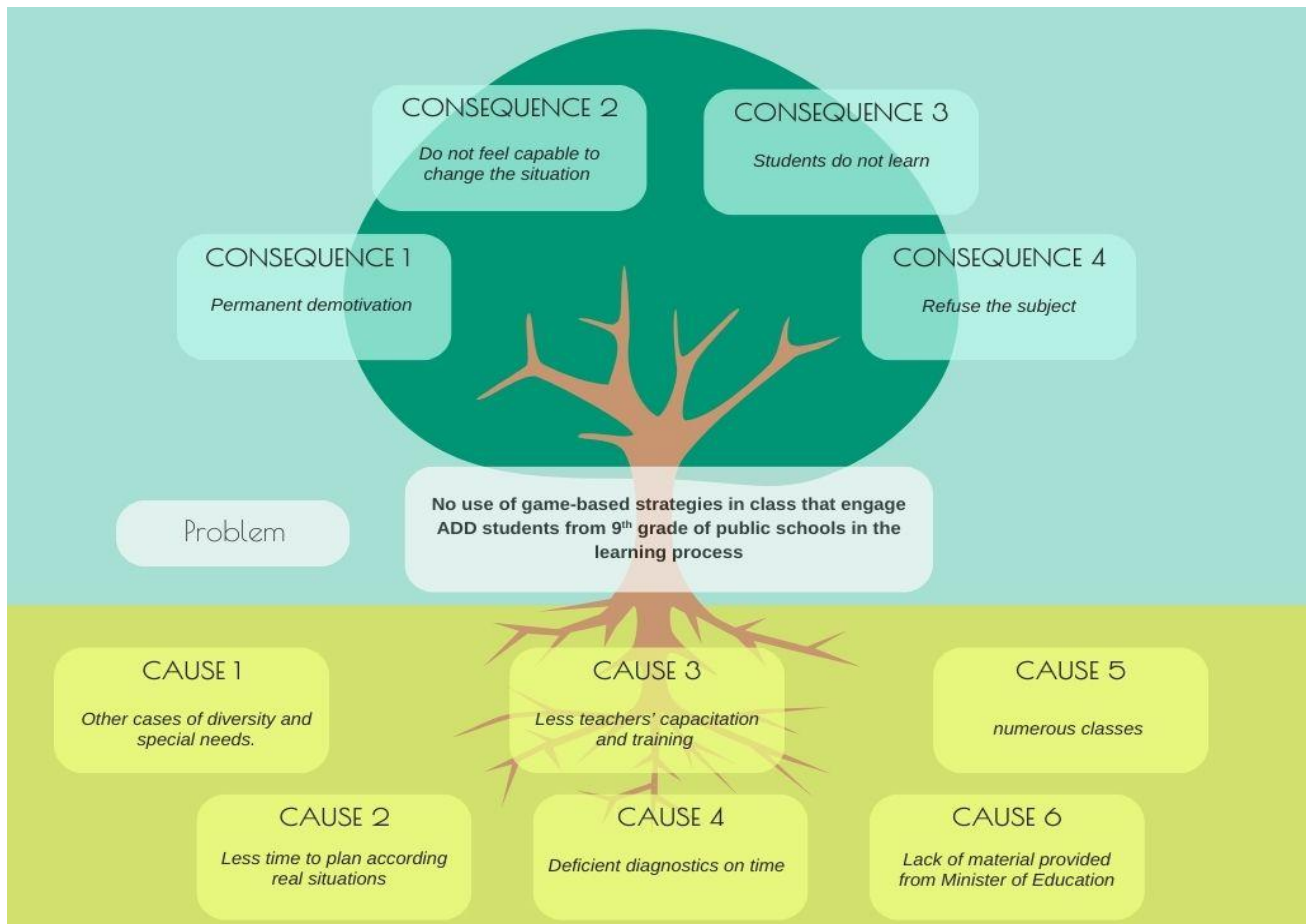 CONSEQUENCE 2
Do not feel capable to
change the situation
CONSEQUENCE 3
Students do not learn
CONSEQUENCE 1
Permanent demotivation
CONSEQUENCE 4
Refuse the subject
Problem
No use of game-based strategies in class that engage
ADD students from 9th grade of public schools in the
learning process
CAUSE 1
Other cases of diversity and
special needs.
CAUSE 3
Less teachers’ capacitation
and training
CAUSE 5
numerous classes
CAUSE 2
Less time to plan according
real situations
CAUSE 4
Deficient diagnostics on time
CAUSE 6
Lack of material provided
from Minister of Education